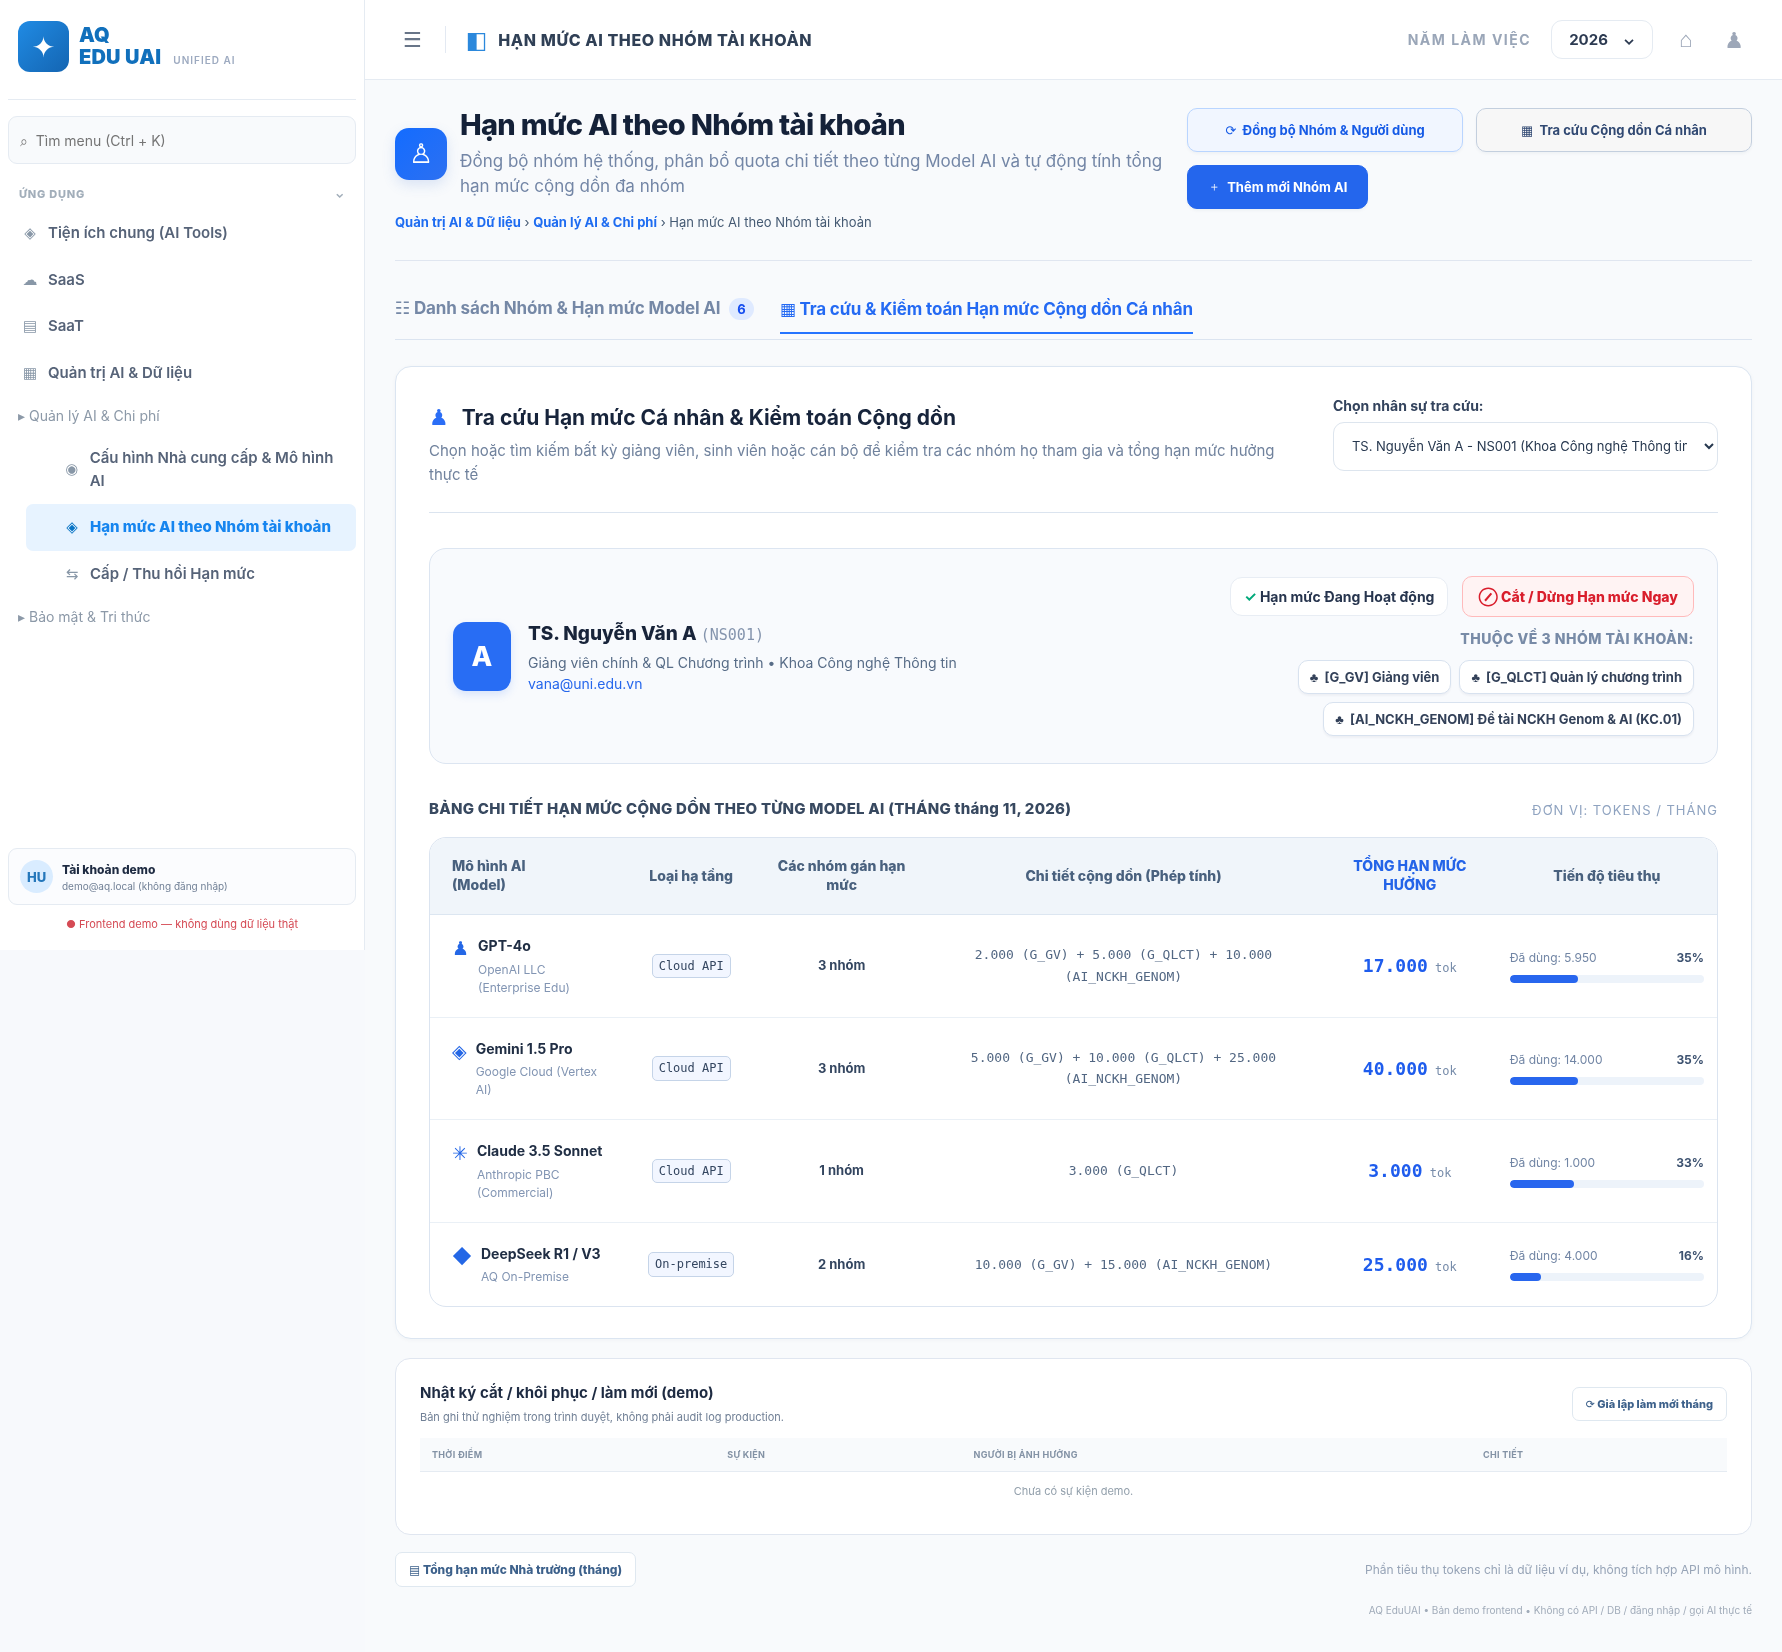 AQ
EDU UAI UNIFIED AI
Tìm menu (Ctrl + K)
ỨNG DỤNG
Tiện ích chung (AI Tools)
SaaS
SaaT
Quản trị AI & Dữ liệu
▸ Quản lý AI & Chi phí
Cấu hình Nhà cung cấp & Mô hình
AI
Hạn mức AI theo Nhóm tài khoản
Cấp / Thu hồi Hạn mức
▸ Bảo mật & Tri thức
HU
Tài khoản demo
demo@aq.local (không đăng nhập)
Frontend demo — không dùng dữ liệu thật
HẠN MỨC AI THEO NHÓM TÀI KHOẢN
NĂM LÀM VIỆC 2026
Hạn mức AI theo Nhóm tài khoản
Đồng bộ nhóm hệ thống, phân bổ quota chi tiết theo từng Model AI và tự động tính tổng
hạn mức cộng dồn đa nhóm
Quản trị AI & Dữ liệu › Quản lý AI & Chi phí › Hạn mức AI theo Nhóm tài khoản
⟳ Đồng bộ Nhóm & Người dùng
Tra cứu Cộng dồn Cá nhân
+ Thêm mới Nhóm AI
Danh sách Nhóm & Hạn mức Model AI 6
Tra cứu & Kiểm toán Hạn mức Cộng dồn Cá nhân
Tra cứu Hạn mức Cá nhân & Kiểm toán Cộng dồn
Chọn hoặc tìm kiếm bất kỳ giảng viên, sinh viên hoặc cán bộ để kiểm tra các nhóm họ tham gia và tổng hạn mức hưởng
thực tế
Chọn nhân sự tra cứu:
TS. Nguyễn Văn A - NS001 (Khoa Công nghệ Thông tin
A
TS. Nguyễn Văn A (NS001)
Giảng viên chính & QL Chương trình • Khoa Công nghệ Thông tin
vana@uni.edu.vn
✓ Hạn mức Đang Hoạt động
Cắt / Dừng Hạn mức Ngay
THUỘC VỀ 3 NHÓM TÀI KHOẢN:
♣ [G_GV] Giảng viên
♣ [G_QLCT] Quản lý chương trình
♣ [AI_NCKH_GENOM] Đề tài NCKH Genom & AI (KC.01)
BẢNG CHI TIẾT HẠN MỨC CỘNG DỒN THEO TỪNG MODEL AI (THÁNG tháng 11, 2026)
ĐƠN VỊ: TOKENS / THÁNG
Mô hình AI
(Model)
Loại hạ tầng
Các nhóm gán hạn
mức
Chi tiết cộng dồn (Phép tính)
TỔNG HẠN MỨC
HƯỞNG
Tiến độ tiêu thụ
GPT-4o
OpenAI LLC
(Enterprise Edu)
Cloud API
3 nhóm
2.000 (G_GV) + 5.000 (G_QLCT) + 10.000
(AI_NCKH_GENOM)
17.000 tok
Đã dùng: 5.950 35%
Gemini 1.5 Pro
Google Cloud (Vertex
AI)
Cloud API
3 nhóm
5.000 (G_GV) + 10.000 (G_QLCT) + 25.000
(AI_NCKH_GENOM)
40.000 tok
Đã dùng: 14.000 35%
Claude 3.5 Sonnet
Anthropic PBC
(Commercial)
Cloud API
1 nhóm
3.000 (G_QLCT)
3.000 tok
Đã dùng: 1.000 33%
DeepSeek R1 / V3
AQ On-Premise
On-premise
2 nhóm
10.000 (G_GV) + 15.000 (AI_NCKH_GENOM)
25.000 tok
Đã dùng: 4.000 16%
Nhật ký cắt / khôi phục / làm mới (demo)
Bản ghi thử nghiệm trong trình duyệt, không phải audit log production.
⟳ Giả lập làm mới tháng
THỜI ĐIỂM SỰ KIỆN NGƯỜI BỊ ẢNH HƯỞNG CHI TIẾT
Chưa có sự kiện demo.
Tổng hạn mức Nhà trường (tháng)
Phần tiêu thụ tokens chỉ là dữ liệu ví dụ, không tích hợp API mô hình.
AQ EduUAI • Bản demo frontend • Không có API / DB / đăng nhập / gọi AI thực tế